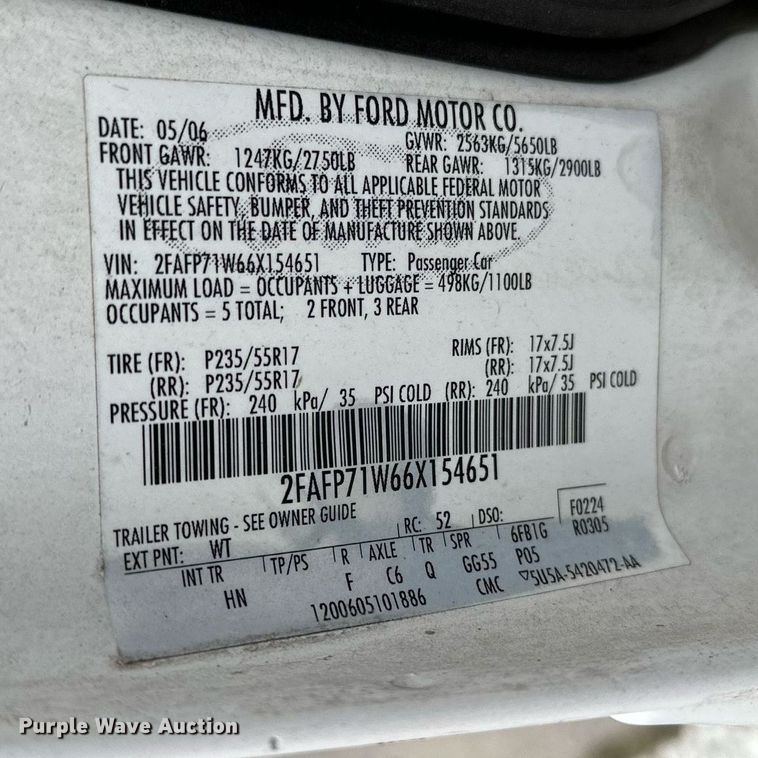 MFD. BY FORD MOTOR CO.
DATE: 05/06 GVWR: 2563KG/5650LB
FRONT GAWR: 1247KG/2750LB REAR GAWR: 1315KG/2900LB
THIS VEHICLE CONFORMS TO ALL APPLICABLE FEDERAL MOTOR
VEHICLE SAFETY, BUMPER, AND THEFT PREVENTION STANDARDS
IN EFFECT ON THE DATE OF MANUFACTURE SHOWN ABOVE.
VIN: 2FAFP71W66X154651 TYPE: Passenger Car
MAXIMUM LOAD = OCCUPANTS + LUGGAGE = 498KG/1100LB
OCCUPANTS = 5 TOTAL; 2 FRONT, 3 REAR
TIRE (FR): P235/55R17 RIMS (FR): 17x7.5J
(RR): P235/55R17 (RR): 17x7.5J
PRESSURE (FR): 240 kPa/ 35 PSI COLD (RR): 240 kPa/ 35 PSI COLD
2FAFP71W66X154651
TRAILER TOWING - SEE OWNER GUIDE F0224
EXT PNT: WT RC: 52 DSO: 6FB1G R0305
INT TR TP/PS R AXLE TR SPR P05
HN F C6 Q GG55
1200605101886 CMC 5U5A-5420472-AA
Purple Wave Auction